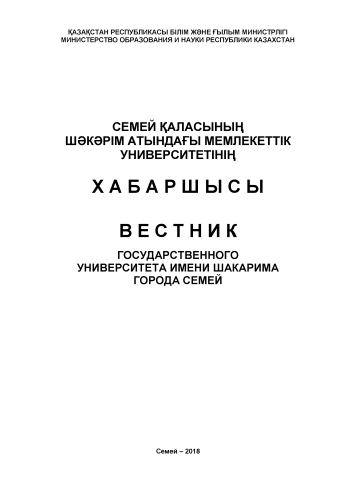 ҚАЗАҚСТАН РЕСПУБЛИКАСЫ БІЛІМ ЖӘНЕ ҒЫЛЫМ МИНИСТРЛІГІ
МИНИСТЕРСТВО ОБРАЗОВАНИЯ И НАУКИ РЕСПУБЛИКИ КАЗАХСТАН
СЕМЕЙ ҚАЛАСЫНЫҢ
ШӘКӘРІМ АТЫНДАҒЫ МЕМЛЕКЕТТІК
УНИВЕРСИТЕТІНІҢ
Х А Б А Р Ш Ы С Ы
В Е С Т Н И К
ГОСУДАРСТВЕННОГО
УНИВЕРСИТЕТА ИМЕНИ ШАКАРИМА
ГОРОДА СЕМЕЙ
Семей – 2018